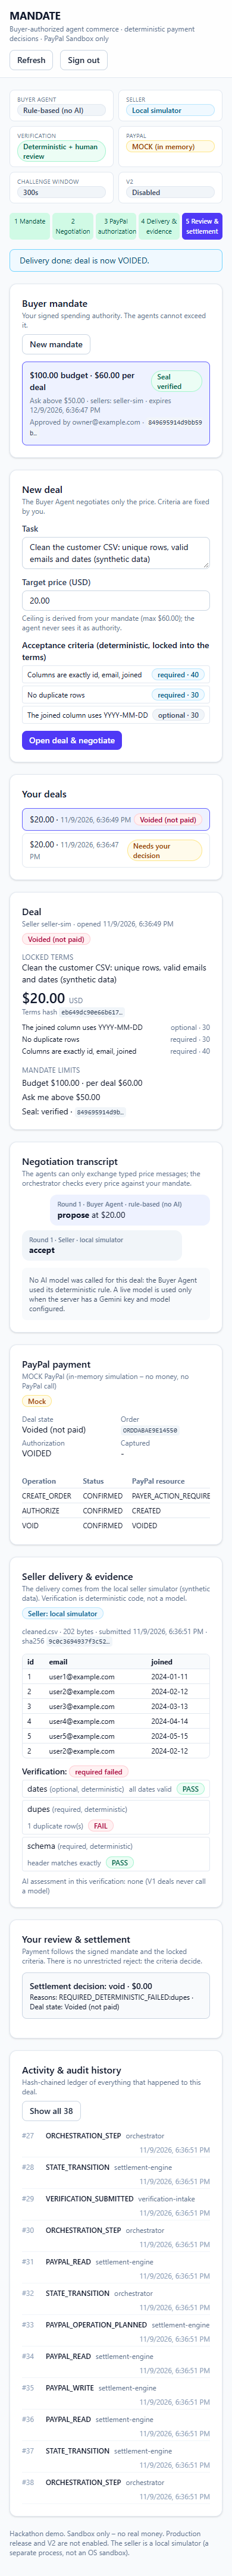 MANDATE
Buyer-authorized agent commerce · deterministic payment
decisions · PayPal Sandbox only
Refresh
Sign out
BUYER AGENT
Rule-based (no AI)
SELLER
Local simulator
VERIFICATION
Deterministic + human
review
PAYPAL
MOCK (in memory)
CHALLENGE WINDOW
300s
V2
Disabled
1 Mandate
2
Negotiation
3 PayPal
authorization
4 Delivery &
evidence
5 Review &
settlement
Delivery done; deal is now VOIDED.
Buyer mandate
Your signed spending authority. The agents cannot exceed
it.
New mandate
$100.00 budget · $60.00 per
deal
Seal
verified
Ask above $50.00 · sellers: seller-sim · expires
12/9/2026, 6:36:47 PM
Approved by owner@example.com · 849695914d9bb59
b…
New deal
The Buyer Agent negotiates only the price. Criteria are fixed
by you.
Task
Clean the customer CSV: unique rows, valid
emails and dates (synthetic data)
Target price (USD)
20.00
Ceiling is derived from your mandate (max $60.00); the
agent never sees it as authority.
Acceptance criteria (deterministic, locked into the
terms)
Columns are exactly id, email, joined
required · 40
No duplicate rows
required · 30
The joined column uses YYYY-MM-DD
optional · 30
Open deal & negotiate
Your deals
$20.00 · 11/9/2026, 6:36:49 PM
Voided (not paid)
$20.00 · 11/9/2026, 6:36:47
PM
Needs your
decision
Deal
Seller seller-sim · opened 11/9/2026, 6:36:49 PM
Voided (not paid)
LOCKED TERMS
Clean the customer CSV: unique rows, valid emails
and dates (synthetic data)
$20.00 USD
Terms hash eb649dc90e66b617…
The joined column uses YYYY-MM-DD
optional · 30
No duplicate rows
required · 30
Columns are exactly id, email, joined
required · 40
MANDATE LIMITS
Budget $100.00 · per deal $60.00
Ask me above $50.00
Seal: verified · 849695914d9b…
Negotiation transcript
The agents can only exchange typed price messages; the
orchestrator checks every price against your mandate.
Round 1 · Buyer Agent · rule-based (no AI)
propose at $20.00
Round 1 · Seller · local simulator
accept
No AI model was called for this deal: the Buyer Agent
used its deterministic rule. A live model is used only
when the server has a Gemini key and model
configured.
PayPal payment
MOCK PayPal (in-memory simulation – no money, no
PayPal call)
Mock
Deal state
Voided (not paid)
Order
ORDDABAE9E14550
Authorization
VOIDED
Captured
-
Operation Status PayPal resource
CREATE_ORDER CONFIRMED PAYER_ACTION_REQUIRE
AUTHORIZE CONFIRMED CREATED
VOID CONFIRMED VOIDED
Seller delivery & evidence
The delivery comes from the local seller simulator (synthetic
data). Verification is deterministic code, not a model.
Seller: local simulator
cleaned.csv · 202 bytes · submitted 11/9/2026, 6:36:51 PM ·
sha256 9c0c3694937f3c52…
id email joined
1 user1@example.com 2024-01-11
2 user2@example.com 2024-02-12
3 user3@example.com 2024-03-13
4 user4@example.com 2024-04-14
5 user5@example.com 2024-05-15
2 user2@example.com 2024-02-12
Verification: required failed
dates (optional, deterministic) all dates valid PASS
dupes (required, deterministic)
1 duplicate row(s) FAIL
schema (required, deterministic)
header matches exactly PASS
AI assessment in this verification: none (V1 deals never call
a model)
Your review & settlement
Payment follows the signed mandate and the locked
criteria. There is no unrestricted reject; the criteria decide.
Settlement decision: void · $0.00
Reasons: REQUIRED_DETERMINISTIC_FAILED:dupes ·
Deal state: Voided (not paid)
Activity & audit history
Hash-chained ledger of everything that happened to this
deal.
Show all 38
#27 ORCHESTRATION_STEP orchestrator
11/9/2026, 6:36:51 PM
#28 STATE_TRANSITION settlement-engine
11/9/2026, 6:36:51 PM
#29 VERIFICATION_SUBMITTED verification-intake
11/9/2026, 6:36:51 PM
#30 ORCHESTRATION_STEP orchestrator
11/9/2026, 6:36:51 PM
#31 PAYPAL_READ settlement-engine
11/9/2026, 6:36:51 PM
#32 STATE_TRANSITION orchestrator
11/9/2026, 6:36:51 PM
#33 PAYPAL_OPERATION_PLANNED settlement-engine
11/9/2026, 6:36:51 PM
#34 PAYPAL_READ settlement-engine
11/9/2026, 6:36:51 PM
#35 PAYPAL_WRITE settlement-engine
11/9/2026, 6:36:51 PM
#36 PAYPAL_READ settlement-engine
11/9/2026, 6:36:51 PM
#37 STATE_TRANSITION settlement-engine
11/9/2026, 6:36:51 PM
#38 ORCHESTRATION_STEP orchestrator
11/9/2026, 6:36:51 PM
Hackathon demo. Sandbox only – no real money. Production
release and V2 are not enabled. The seller is a local simulator (a
separate process, not an OS sandbox).